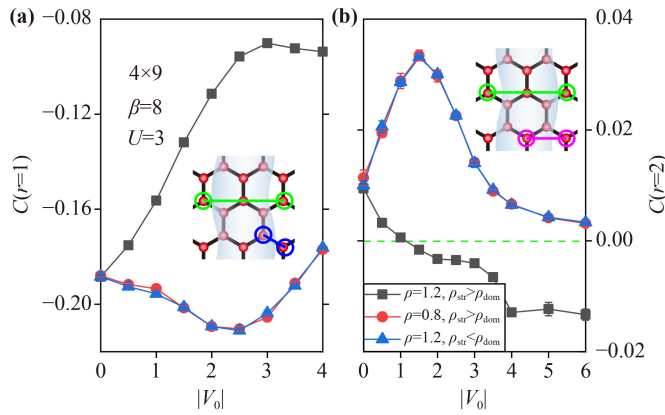 (a)
−0.08
−0.12
−0.16
−0.20
C(r=1)
4×9
β=8
U=3
0 1 2 3 4
|V0|
(b)
0.04
0.02
0.00
−0.02
C(r=2)
ρ=1.2, ρstr>ρdom
ρ=0.8, ρstr>ρdom
ρ=1.2, ρstr<ρdom
0 1 2 3 4 5 6
|V0|